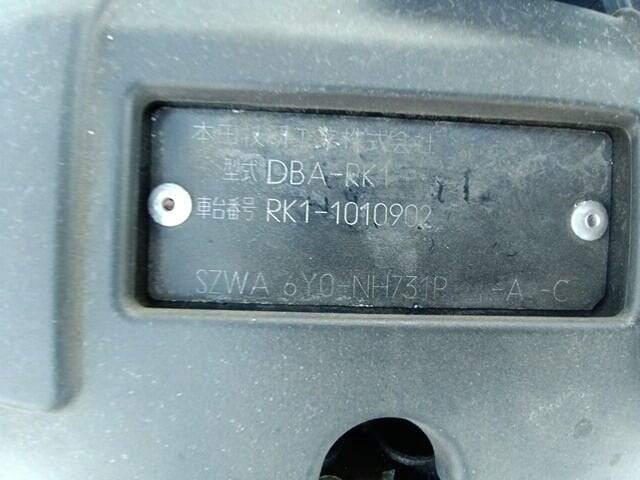 本田技研工業株式会社
型式 DBA-RK1
車台番号 RK1-1010902
SZWA 6Y0-NH731P -A -C